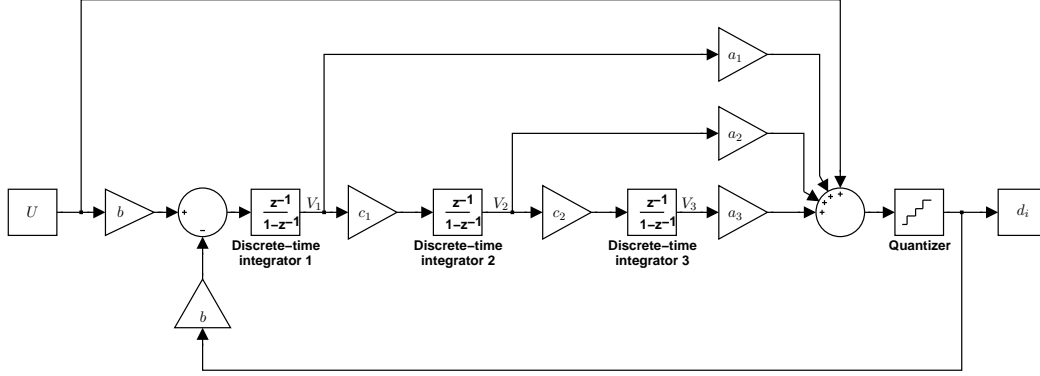 a₁
a₂
U
b
+
-
z⁻¹
1−z⁻¹
V₁
c₁
z⁻¹
1−z⁻¹
V₂
c₂
z⁻¹
1−z⁻¹
V₃
a₃
+
+
+
+
dᵢ
Discrete−time
integrator 1
Discrete−time
integrator 2
Discrete−time
integrator 3
Quantizer
b